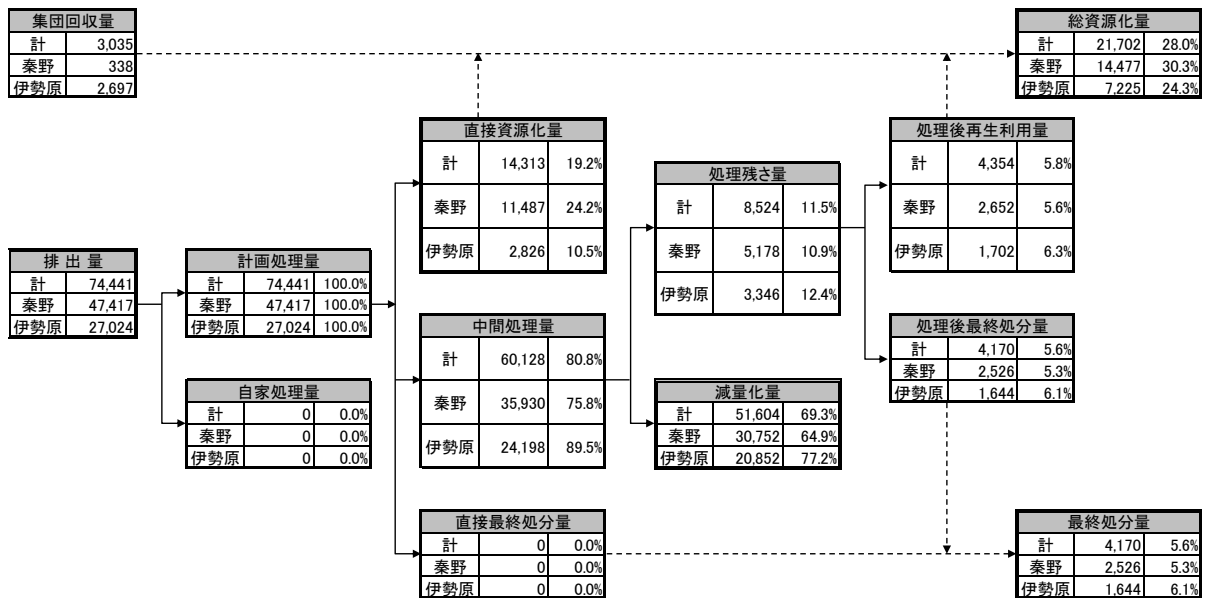 集団回収量
計 3,035
秦野 338
伊勢原 2,697
総資源化量
計 21,702 28.0%
秦野 14,477 30.3%
伊勢原 7,225 24.3%
直接資源化量
計 14,313 19.2%
秦野 11,487 24.2%
伊勢原 2,826 10.5%
処理後再生利用量
計 4,354 5.8%
秦野 2,652 5.6%
伊勢原 1,702 6.3%
処理残さ量
計 8,524 11.5%
秦野 5,178 10.9%
伊勢原 3,346 12.4%
排出量
計 74,441
秦野 47,417
伊勢原 27,024
計画処理量
計 74,441 100.0%
秦野 47,417 100.0%
伊勢原 27,024 100.0%
中間処理量
計 60,128 80.8%
秦野 35,930 75.8%
伊勢原 24,198 89.5%
処理後最終処分量
計 4,170 5.6%
秦野 2,526 5.3%
伊勢原 1,644 6.1%
自家処理量
計 0 0.0%
秦野 0 0.0%
伊勢原 0 0.0%
減量化量
計 51,604 69.3%
秦野 30,752 64.9%
伊勢原 20,852 77.2%
直接最終処分量
計 0 0.0%
秦野 0 0.0%
伊勢原 0 0.0%
最終処分量
計 4,170 5.6%
秦野 2,526 5.3%
伊勢原 1,644 6.1%